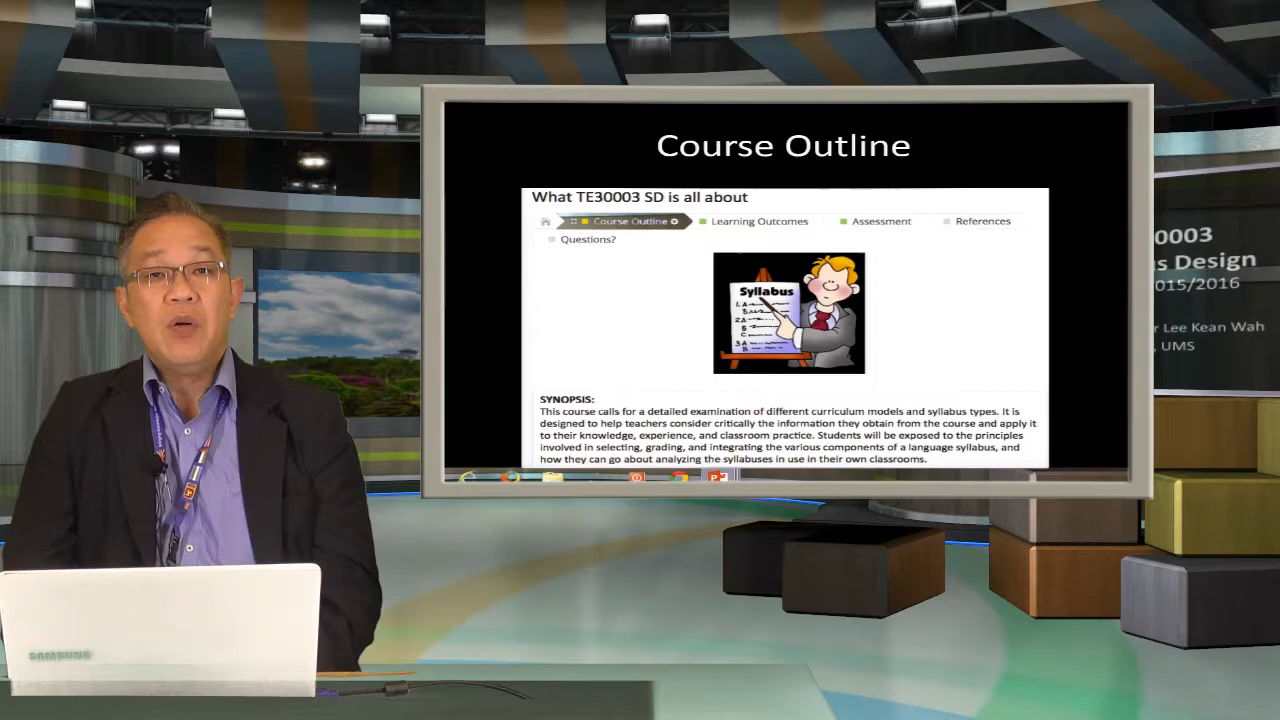 Course Outline
What TE30003 SD is all about
Course Outline
Learning Outcomes
Assessment
References
Questions?
Syllabus
1. A
B
2. A
B
C
3. A
B
SYNOPSIS:
This course calls for a detailed examination of different curriculum models and syllabus types. It is
designed to help teachers consider critically the information they obtain from the course and apply it
to their knowledge, experience, and classroom practice. Students will be exposed to the principles
involved in selecting, grading, and integrating the various components of a language syllabus, and
how they can go about analyzing the syllabuses in use in their own classrooms.
0003
s Design
015/2016
r Lee Kean Wah
, UMS
SAMSUNG